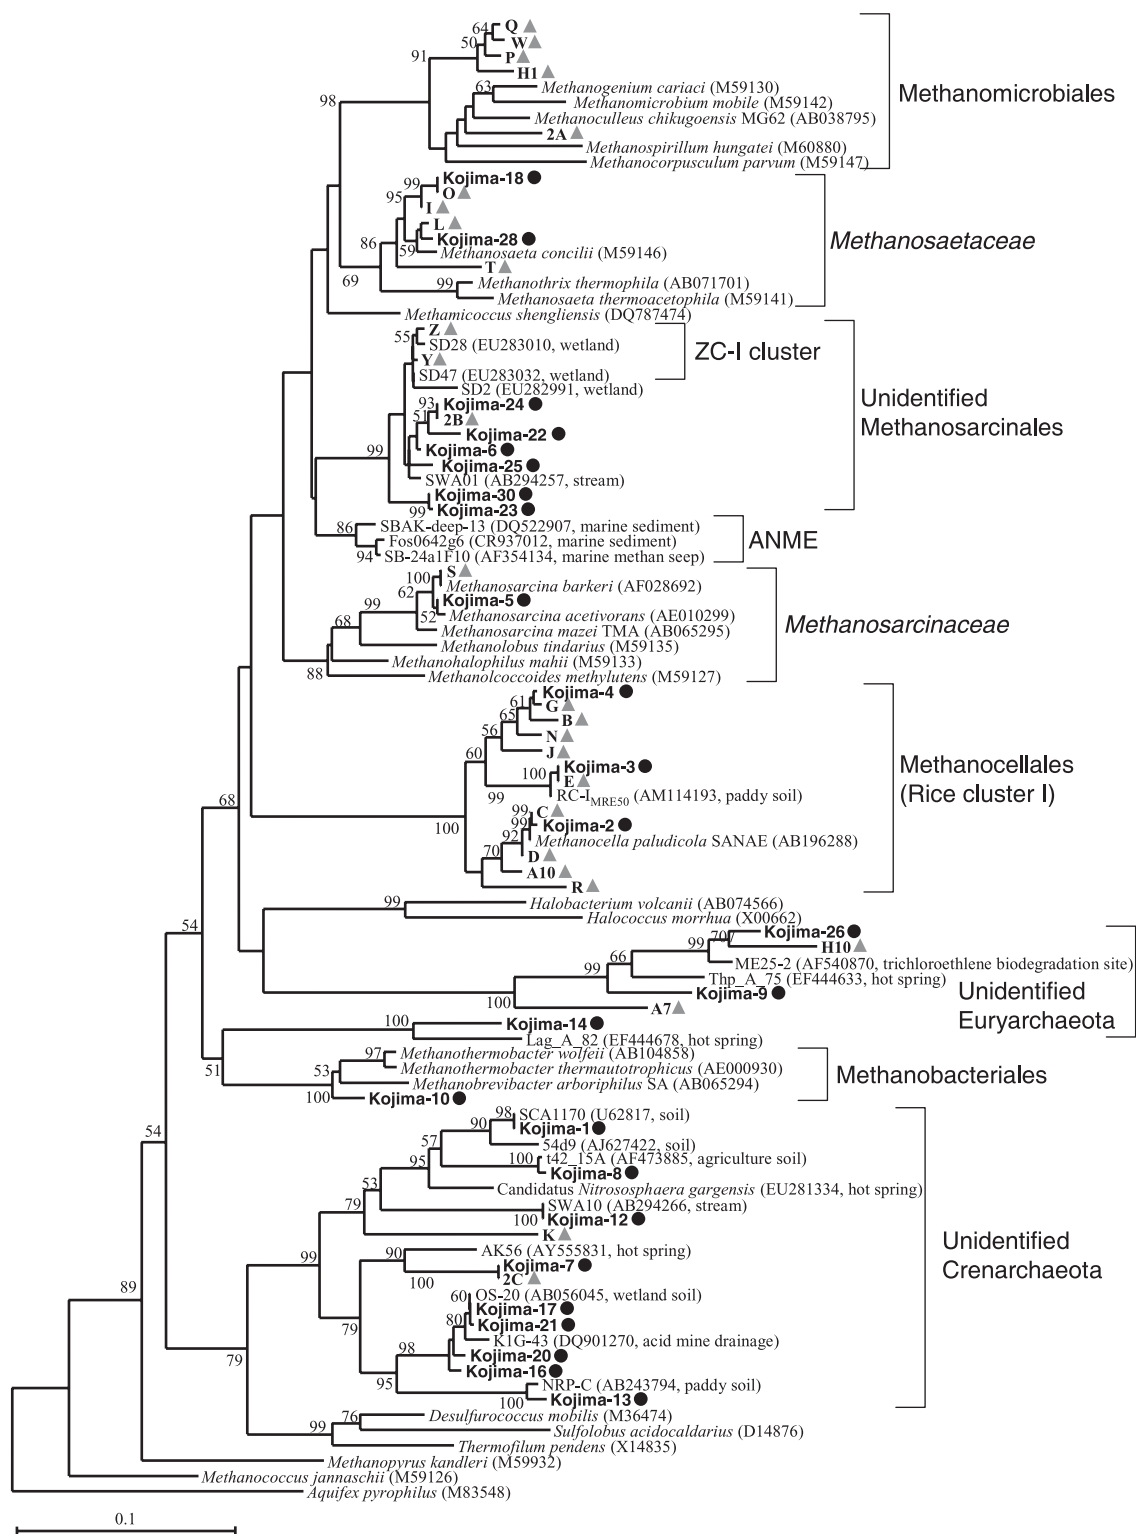 Q ▲
64
W ▲
50
P ▲
91
H1 ▲
Methanogenium cariaci (M59130)
63
Methanomicrobium mobile (M59142)
Methanomicrobiales
98
Methanoculleus chikugoensis MG62 (AB038795)
2A ▲
Methanospirillum hungatei (M60880)
Methanocorpusculum parvum (M59147)
Kojima-18 ●
99
O ▲
95
I ▲
L ▲
86
Kojima-28 ●
59
Methanosaeta concilii (M59146)
Methanosaetaceae
T ▲
69
99
Methanothrix thermophila (AB071701)
Methanosaeta thermoacetophila (M59141)
Methamicoccus shengliensis (DQ787474)
Z ▲
55
SD28 (EU283010, wetland)
ZC-I cluster
Y ▲
SD47 (EU283032, wetland)
SD2 (EU282991, wetland)
Unidentified
Methanosarcinales
93
Kojima-24 ●
51
2B ▲
Kojima-22 ●
Kojima-6 ●
99
Kojima-25 ●
SWA01 (AB294257, stream)
Kojima-30 ●
99
Kojima-23 ●
86
SBAK-deep-13 (DQ522907, marine sediment)
Fos0642g6 (CR937012, marine sediment)
ANME
94
SB-24a1F10 (AF354134, marine methan seep)
S ▲
100
Methanosarcina barkeri (AF028692)
62
Kojima-5 ●
99
52
Methanosarcina acetivorans (AE010299)
68
Methanosarcina mazei TMA (AB065295)
Methanosarcinaceae
Methanolobus tindarius (M59135)
Methanohalophilus mahii (M59133)
88
Methanolcoccoides methylutens (M59127)
Kojima-4 ●
61
G ▲
65
B ▲
56
N ▲
60
J ▲
100
Kojima-3 ●
E ▲
99
RC-I MRE50 (AM114193, paddy soil)
Methanocellales
(Rice cluster I)
68
99
C ▲
100
99
Kojima-2 ●
92
Methanocella paludicola SANAE (AB196288)
70
D ▲
A10 ▲
R ▲
99
Halobacterium volcanii (AB074566)
Halococcus morrhua (X00662)
54
707
Kojima-26 ●
99
H10 ▲
66
ME25-2 (AF540870, trichloroethlene biodegradation site)
99
Thp_A_75 (EF444633, hot spring)
Kojima-9 ●
Unidentified
Euryarchaeota
100
A7 ▲
100
Kojima-14 ●
Lag_A_82 (EF444678, hot spring)
51
97
Methanothermobacter wolfeii (AB104858)
53
Methanothermobacter thermautotrophicus (AE000930)
Methanobacteriales
Methanobrevibacter arboriphilus SA (AB065294)
100
Kojima-10 ●
98
SCA1170 (U62817, soil)
90
Kojima-1 ●
54
57
54d9 (AJ627422, soil)
100
t42_15A (AF473885, agriculture soil)
95
Kojima-8 ●
53
Candidatus Nitrososphaera gargensis (EU281334, hot spring)
79
SWA10 (AB294266, stream)
100
Kojima-12 ●
K ▲
Unidentified
Crenarchaeota
99
90
AK56 (AY555831, hot spring)
Kojima-7 ●
100
2C ▲
89
60
OS-20 (AB056045, wetland soil)
Kojima-17 ●
80
Kojima-21 ●
79
98
K1G-43 (DQ901270, acid mine drainage)
79
Kojima-20 ●
Kojima-16 ●
95
NRP-C (AB243794, paddy soil)
100
Kojima-13 ●
76
Desulfurococcus mobilis (M36474)
99
Sulfolobus acidocaldarius (D14876)
Thermofilum pendens (X14835)
Methanopyrus kandleri (M59932)
Methanococcus jannaschii (M59126)
Aquifex pyrophilus (M83548)
0.1